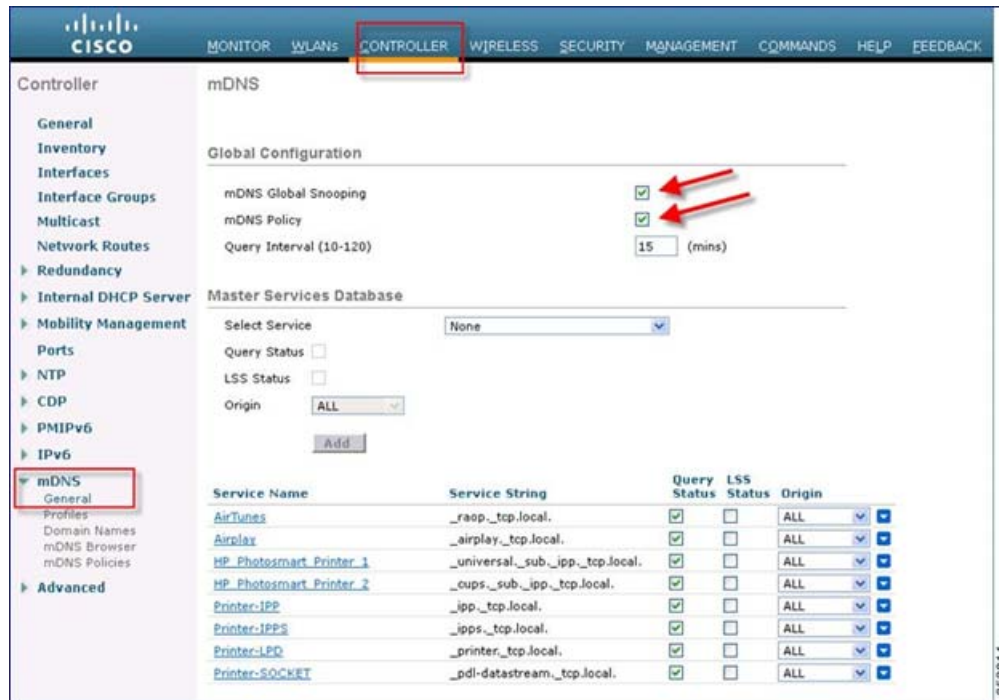 CISCO
MONITOR WLANs CONTROLLER WIRELESS SECURITY MANAGEMENT COMMANDS HELP FEEDBACK
Controller
General
Inventory
Interfaces
Interface Groups
Multicast
Network Routes
Redundancy
Internal DHCP Server
Mobility Management
Ports
NTP
CDP
PMIPv6
IPv6
mDNS
General
Profiles
Domain Names
mDNS Browser
mDNS Policies
Advanced
mDNS
Global Configuration
mDNS Global Snooping
mDNS Policy
Query Interval (10-120) 15 (mins)
Master Services Database
Select Service None
Query Status
LSS Status
Origin ALL
Add
Service Name Service String Query Status LSS Status Origin
AirTunes _raop._tcp.local. ALL
Airplay _airplay._tcp.local. ALL
HP_Photosmart_Printer_1 _universal._sub._ipp._tcp.local. ALL
HP_Photosmart_Printer_2 _cups._sub._ipp._tcp.local. ALL
Printer-IPP _ipp._tcp.local. ALL
Printer-IPPS _ipps._tcp.local. ALL
Printer-LPD _printer._tcp.local. ALL
Printer-SOCKET _pdl-datastream._tcp.local. ALL